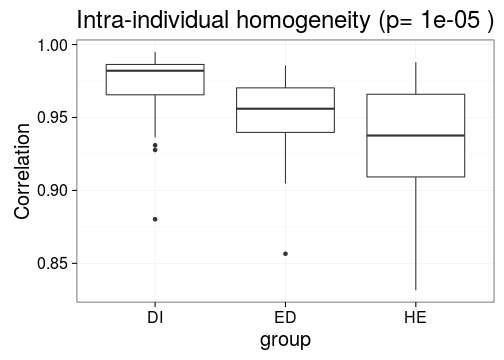 Intra-individual homogeneity (p= 1e-05 )
1.00
0.95
0.90
0.85
Correlation
DI ED HE
group